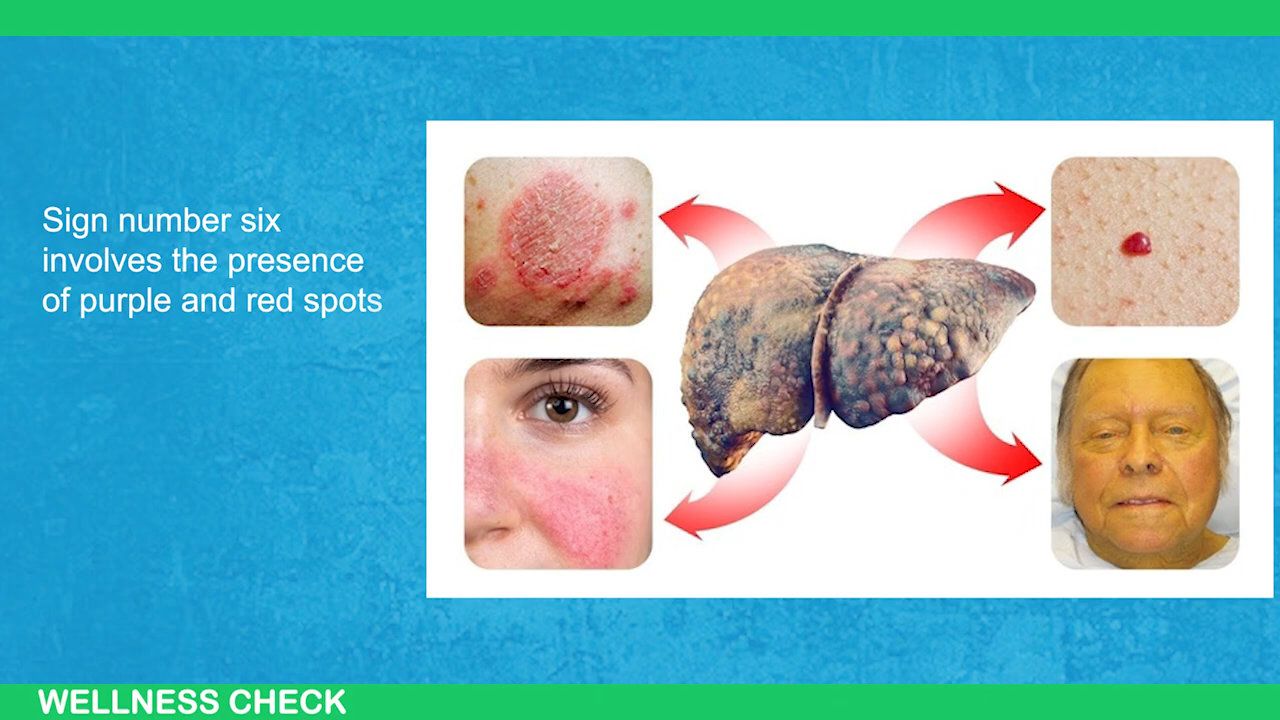 Sign number six
involves the presence
of purple and red spots
WELLNESS CHECK